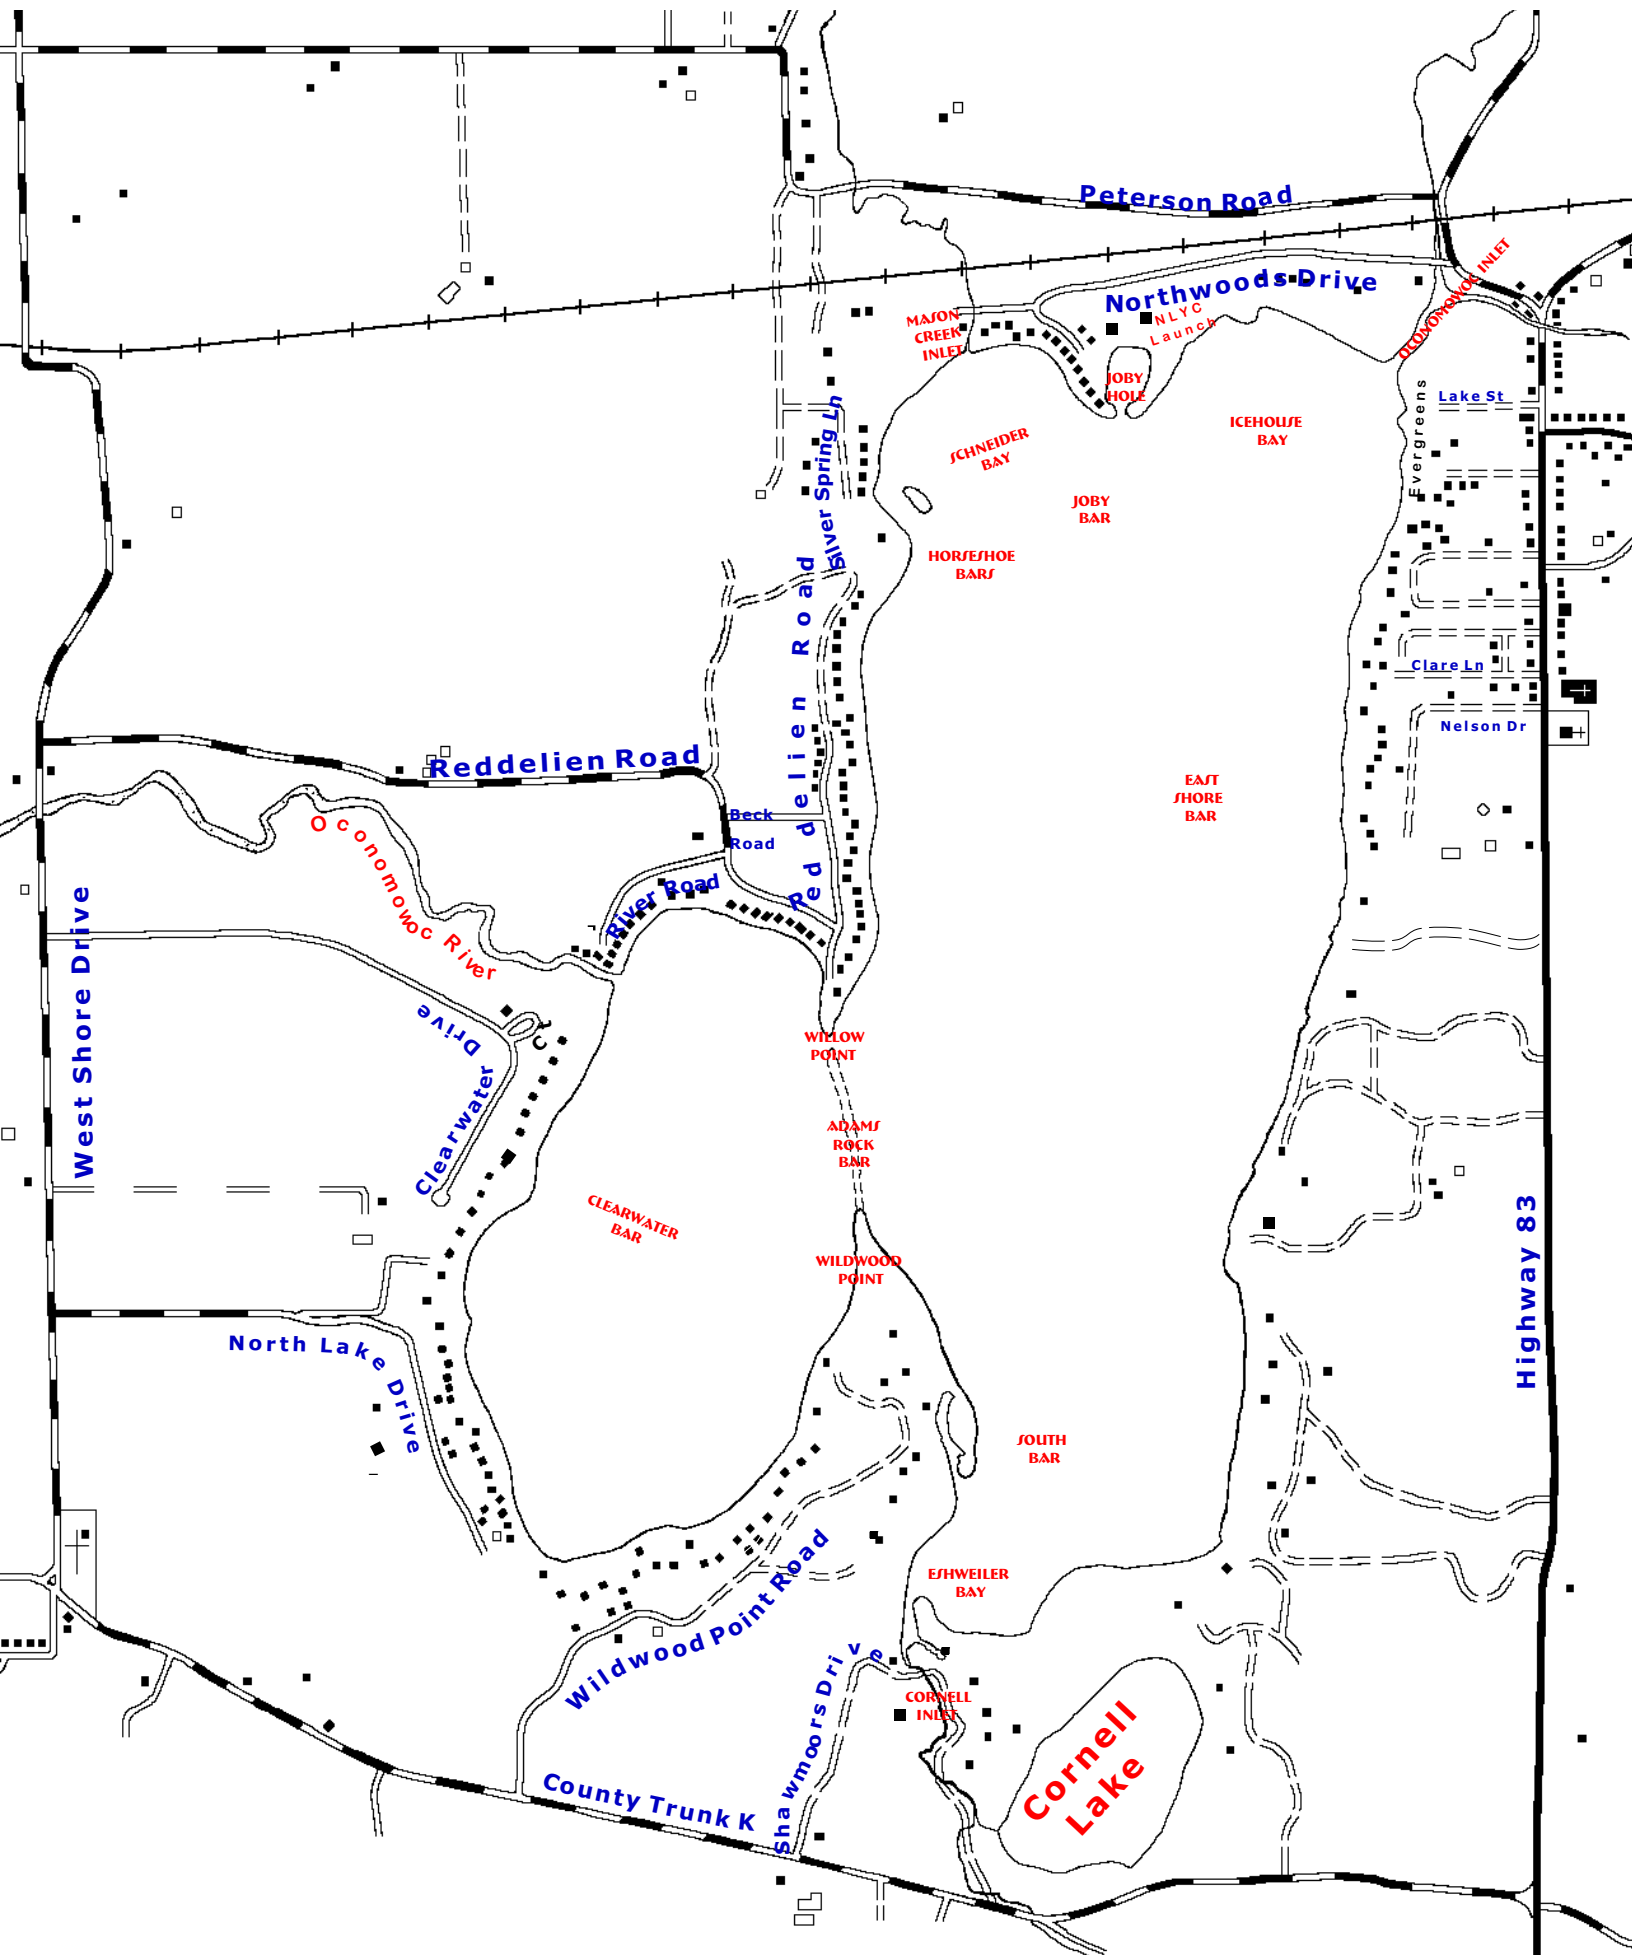 Peterson Road
OCONOMOWOC INLET
Northwoods Drive
NLYC
Launch
MASON
CREEK
INLET
JOBY
HOLE
Lake St
Evergreens
ICEHOUSE
BAY
SCHNEIDER
BAY
Silver Spring Ln
JOBY
BAR
HORSESHOE
BARS
Clare Ln
Nelson Dr
Reddelien Road
Reddelien Road
EAST
SHORE
BAR
Beck
Road
Oconomowoc River
River Road
West Shore Drive
Clearwater Drive
Ct
WILLOW
POINT
ADAMS
ROCK
BAR
CLEARWATER
BAR
WILDWOOD
POINT
Highway 83
North Lake Drive
SOUTH
BAR
ESHWEILER
BAY
Wildwood Point Road
Shawmoors Drive
CORNELL
INLET
Cornell
Lake
County Trunk K